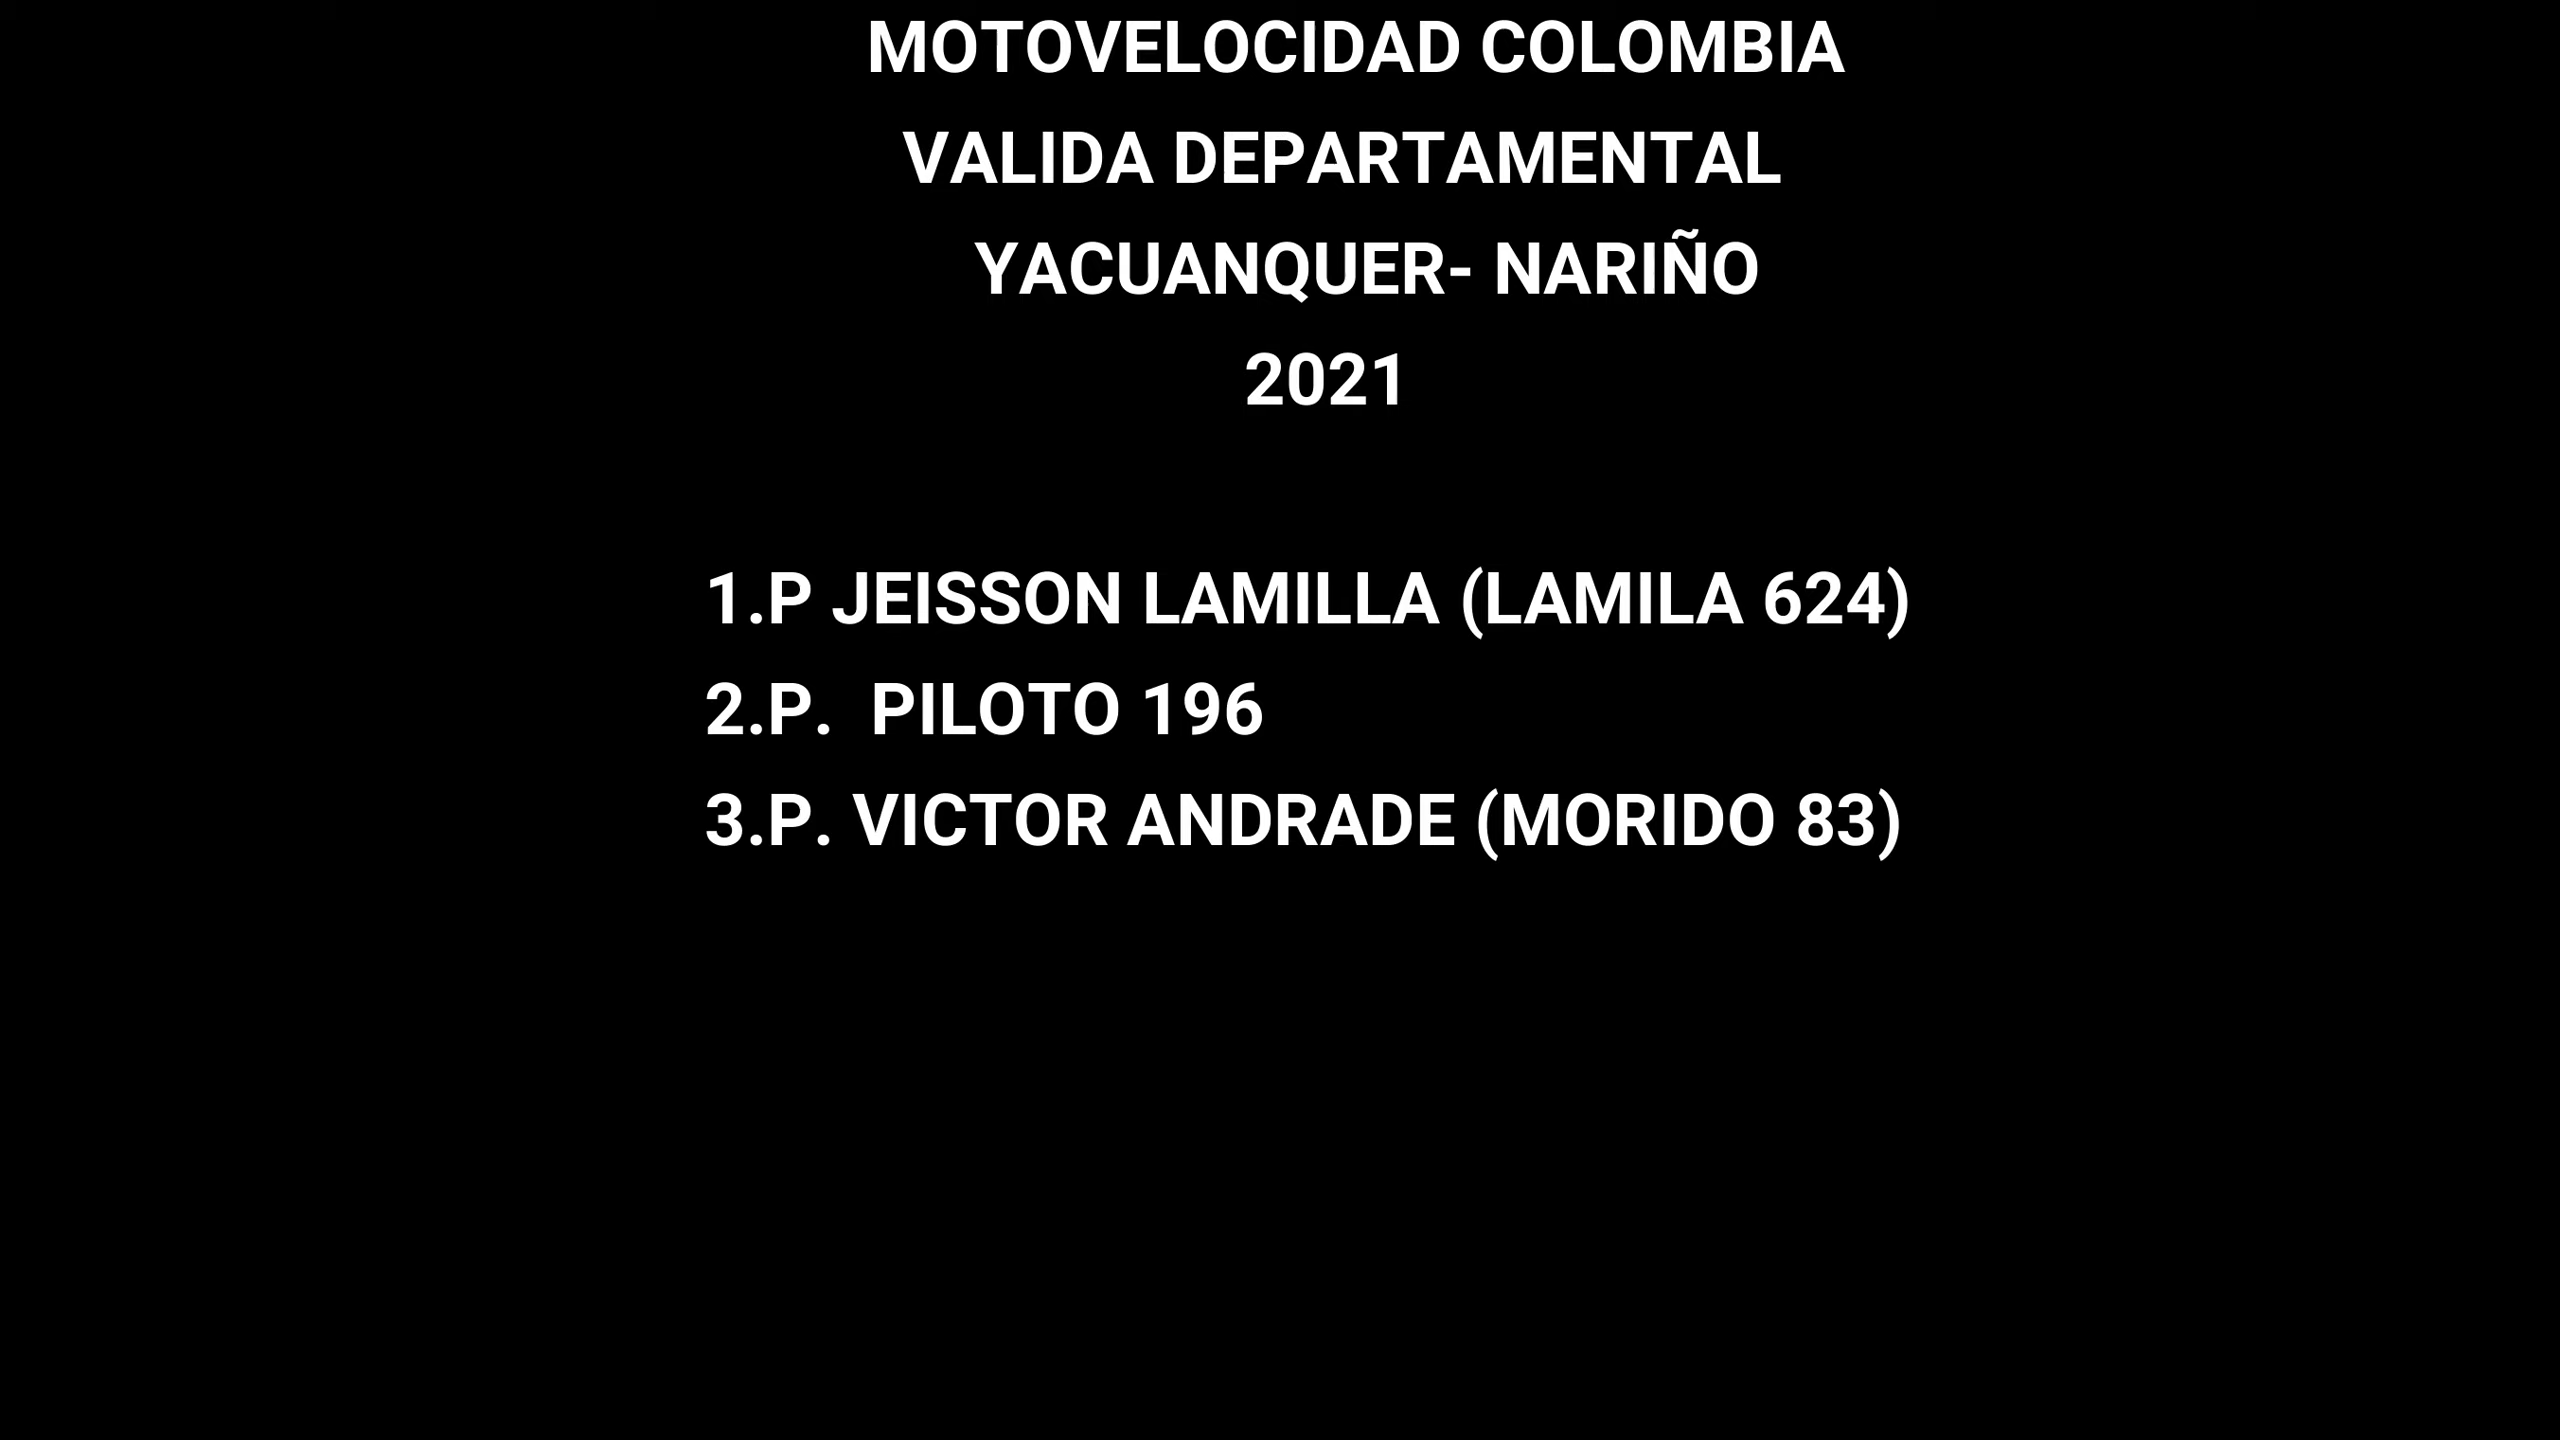 MOTOVELOCIDAD COLOMBIA
VALIDA DEPARTAMENTAL
YACUANQUER- NARIÑO
2021
1.P JEISSON LAMILLA (LAMILA 624)
2.P.  PILOTO 196
3.P. VICTOR ANDRADE (MORIDO 83)